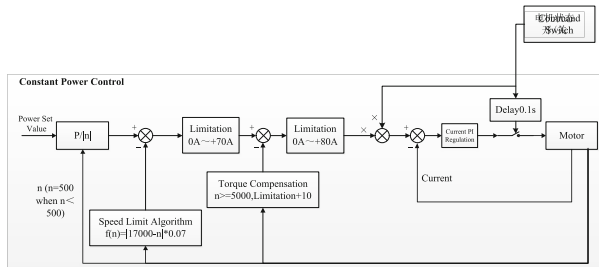 Command
Switch
Constant Power Control
Power Set
Value
P/|n|
+
−
Limitation
0A～+70A
+
−
Limitation
0A～+80A
×
×
+
−
Current PI
Regulation
Delay0.1s
Motor
Current
Torque Compensation
n>=5000,Limitation+10
n (n=500
when n＜
500)
Speed Limit Algorithm
f(n)=|17000-n|*0.07